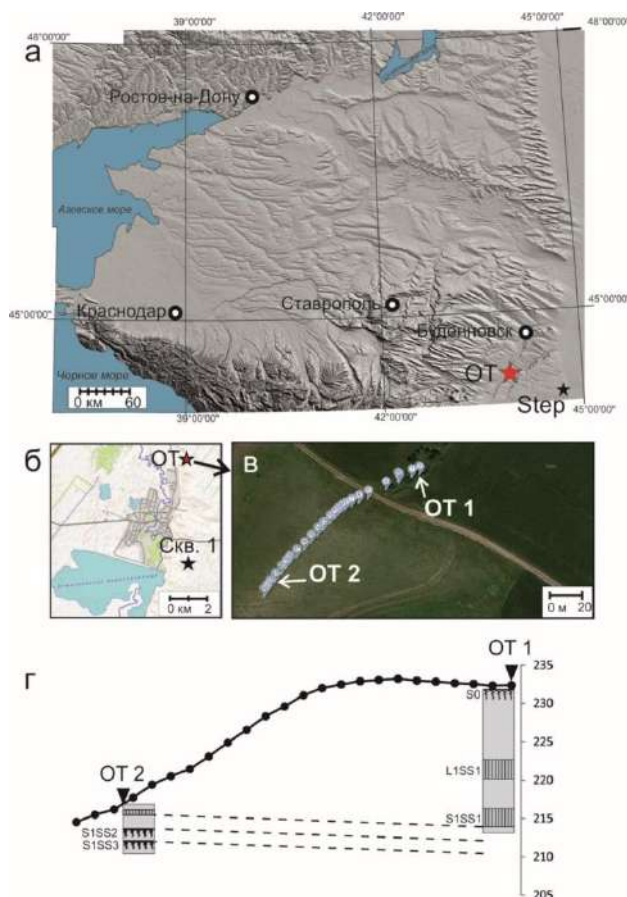 39°00'00"
42°00'00"
45°00'00"
48°00'00"
48°00'00"
а
Ростов-на-Дону
Азовское море
Краснодар
Ставрополь
Буденновск
45°00'00"
45°00'00"
Черное море
ОТ
Step
0 км 60
39°00'00"
42°00'00"
45°00'00"
б
ОТ
Скв. 1
0 км 2
в
ОТ 1
ОТ 2
0 м 20
г
ОТ 1
ОТ 2
S0
L1SS1
S1SS1
S1SS2
S1SS3
235
230
225
220
215
210
205